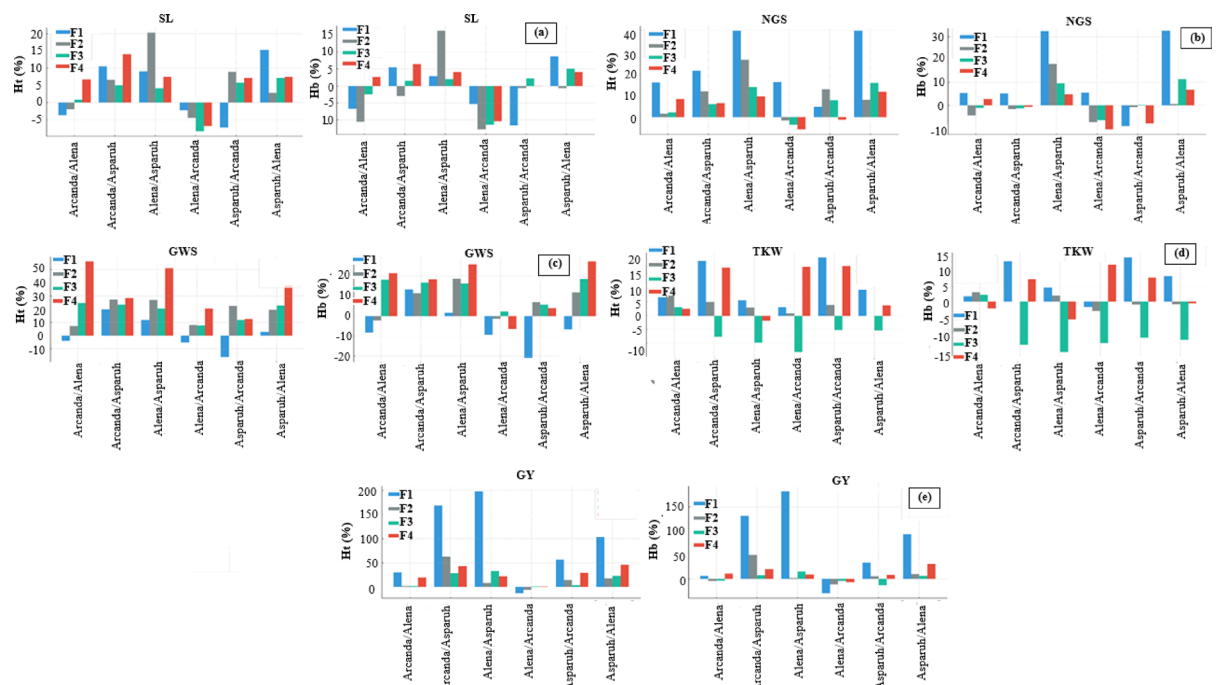 SL
Ht (%)
20
15
10
5
0
-5
F1
F2
F3
F4
Arcanda/Alena
Arcanda/Asparuh
Alena/Asparuh
Alena/Arcanda
Asparuh/Arcanda
Asparuh/Alena
SL
(a)
Hb (%)
15
10
5
0
5
10
F1
F2
F3
F4
Arcanda/Alena
Arcanda/Asparuh
Alena/Asparuh
Alena/Arcanda
Asparuh/Arcanda
Asparuh/Alena
NGS
Ht (%)
40
30
20
10
0
F1
F2
F3
F4
Arcanda/Alena
Arcanda/Asparuh
Alena/Asparuh
Alena/Arcanda
Asparuh/Arcanda
Asparuh/Alena
NGS
(b)
Hb (%)
30
20
10
0
-10
F1
F2
F3
F4
Arcanda/Alena
Arcanda/Asparuh
Alena/Asparuh
Alena/Arcanda
Asparuh/Arcanda
Asparuh/Alena
GWS
Ht (%)
50
40
30
20
10
0
-10
F1
F2
F3
F4
Arcanda/Alena
Arcanda/Asparuh
Alena/Asparuh
Alena/Arcanda
Asparuh/Arcanda
Asparuh/Alena
GWS
(c)
Hb (%)
20
10
0
-10
-20
F1
F2
F3
F4
Arcanda/Alena
Arcanda/Asparuh
Alena/Asparuh
Alena/Arcanda
Asparuh/Arcanda
Asparuh/Alena
TKW
Ht (%)
20
15
10
5
0
-5
-10
F1
F2
F3
F4
Arcanda/Alena
Arcanda/Asparuh
Alena/Asparuh
Alena/Arcanda
Asparuh/Arcanda
Asparuh/Alena
TKW
(d)
Hb (%)
15
10
5
0
-5
-10
-15
F1
F2
F3
F4
Arcanda/Alena
Arcanda/Asparuh
Alena/Asparuh
Alena/Arcanda
Asparuh/Arcanda
Asparuh/Alena
GY
Ht (%)
200
150
100
50
0
F1
F2
F3
F4
Arcanda/Alena
Arcanda/Asparuh
Alena/Asparuh
Alena/Arcanda
Asparuh/Arcanda
Asparuh/Alena
GY
(e)
Hb (%)
150
100
50
0
F1
F2
F3
F4
Arcanda/Alena
Arcanda/Asparuh
Alena/Asparuh
Alena/Arcanda
Asparuh/Arcanda
Asparuh/Alena